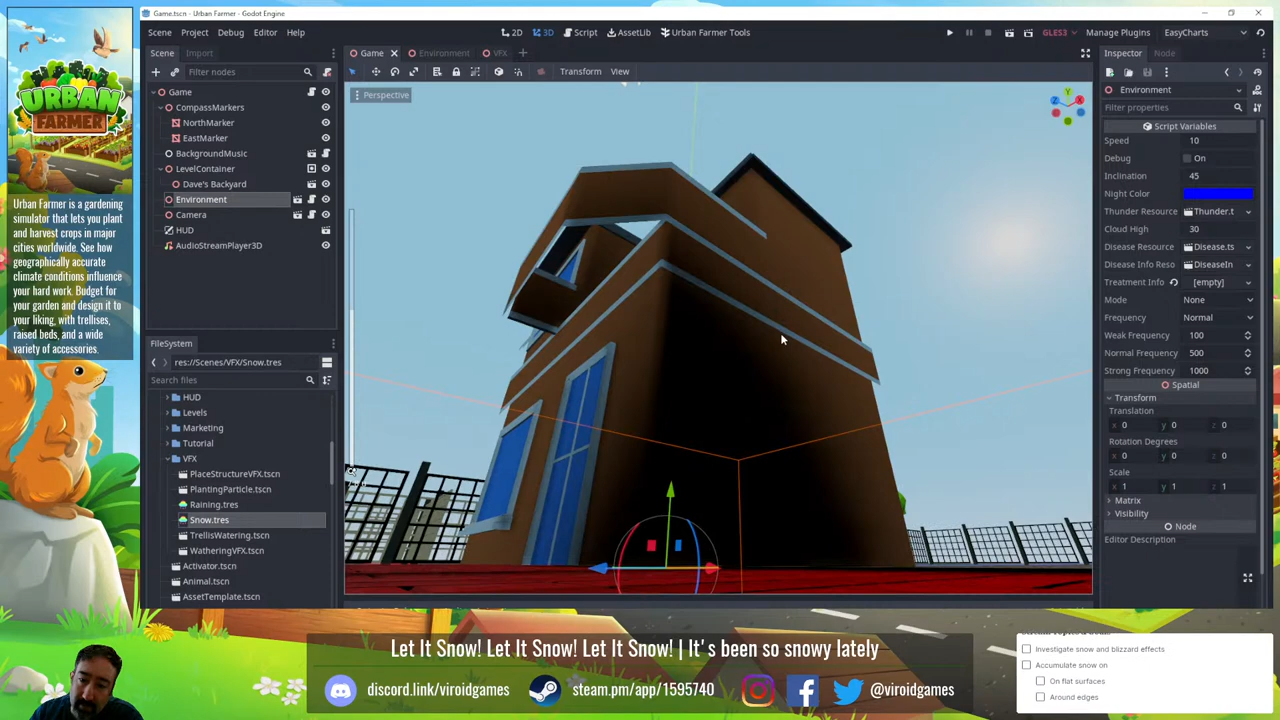 Game.tscn - Urban Farmer - Godot Engine
Scene Project Debug Editor Help
2D 3D Script AssetLib Urban Farmer Tools
GLES3 Manage Plugins EasyCharts
URBAN
FARMER
Urban Farmer is a gardening
simulator that lets you plant
and harvest crops in major
cities worldwide. See how
geographically accurate
climate conditions influence
your hard work. Budget for
your garden and design it to
your liking, with trellises,
raised beds, and a wide
variety of accessories.
Scene Import
Filter nodes
Game
CompassMarkers
NorthMarker
EastMarker
BackgroundMusic
LevelContainer
Dave's Backyard
Environment
Camera
HUD
AudioStreamPlayer3D
FileSystem
res://Scenes/VFX/Snow.tres
Search files
HUD
Levels
Marketing
Tutorial
VFX
PlaceStructureVFX.tscn
PlantingParticle.tscn
Raining.tres
Snow.tres
TrellisWatering.tscn
WatheringVFX.tscn
Activator.tscn
Animal.tscn
AssetTemplate.tscn
Game Environment VFX
Transform View
Perspective
Y
X
Z
Inspector Node
Environment
Filter properties
Script Variables
Speed 10
Debug On
Inclination 45
Night Color
Thunder Resource Thunder.t
Cloud High 30
Disease Resource Disease.ts
Disease Info Reso DiseaseIn
Treatment Info [empty]
Mode None
Frequency Normal
Weak Frequency 100
Normal Frequency 500
Strong Frequency 1000
Spatial
Transform
Translation
x 0 y 0 z 0
Rotation Degrees
x 0 y 0 z 0
Scale
x 1 y 1 z 1
Matrix
Visibility
Node
Editor Description
Let It Snow! Let It Snow! Let It Snow! | It's been so snowy lately
discord.link/viroidgames steam.pm/app/1595740 @viroidgames
Investigate snow and blizzard effects
Accumulate snow on
On flat surfaces
Around edges